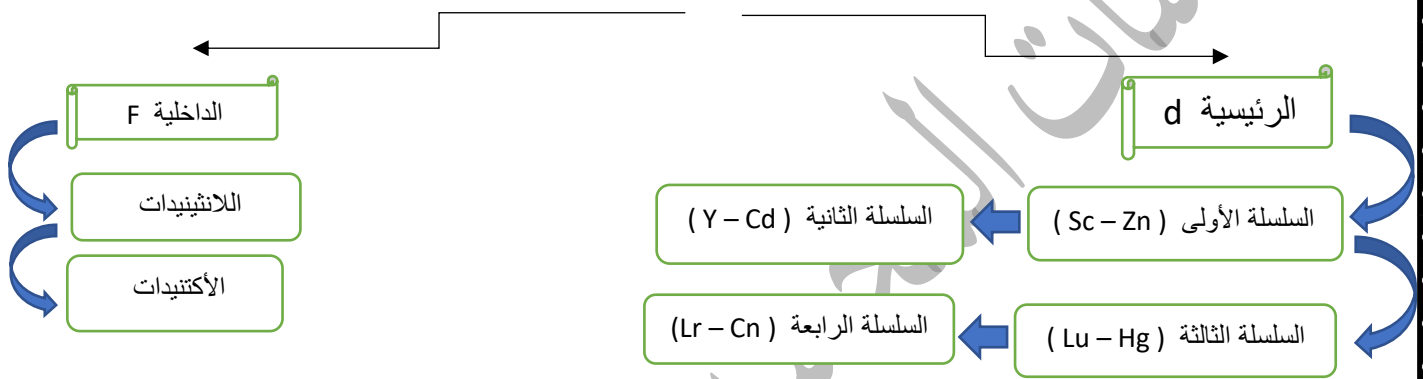 الرئيسية d
الداخلية F
السلسلة الأولى ( Sc – Zn )
السلسلة الثانية ( Y – Cd )
اللانثينيدات
السلسلة الثالثة ( Lu – Hg )
السلسلة الرابعة ( Lr – Cn)
الأكتنيدات